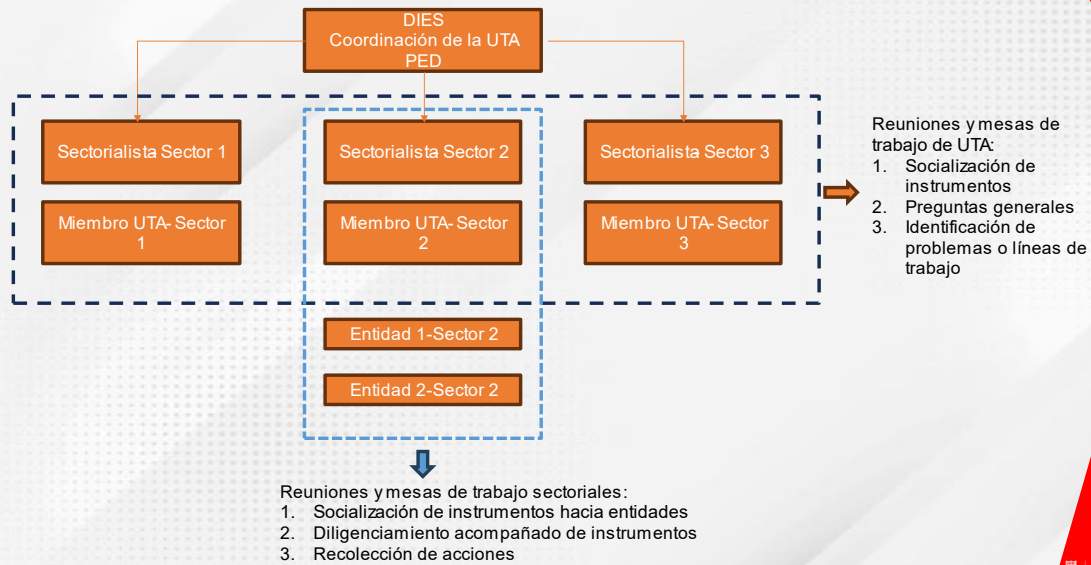 DIES
Coordinación de la UTA
PED
Sectorialista Sector 1
Sectorialista Sector 2
Sectorialista Sector 3
Miembro UTA- Sector
1
Miembro UTA- Sector
2
Miembro UTA- Sector
3
Entidad 1-Sector 2
Entidad 2-Sector 2
Reuniones y mesas de
trabajo de UTA:
1. Socialización de
instrumentos
2. Preguntas generales
3. Identificación de
problemas o líneas de
trabajo
Reuniones y mesas de trabajo sectoriales:
1. Socialización de instrumentos hacia entidades
2. Diligenciamiento acompañado de instrumentos
3. Recolección de acciones